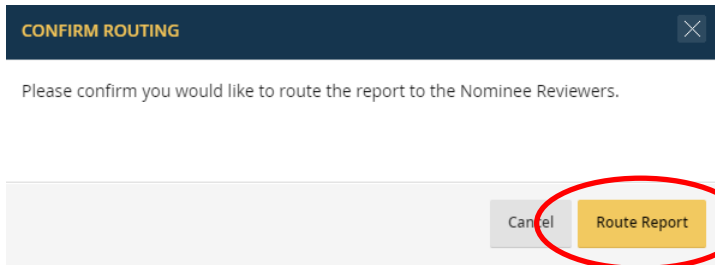 CONFIRM ROUTING
Please confirm you would like to route the report to the Nominee Reviewers.
Cancel Route Report